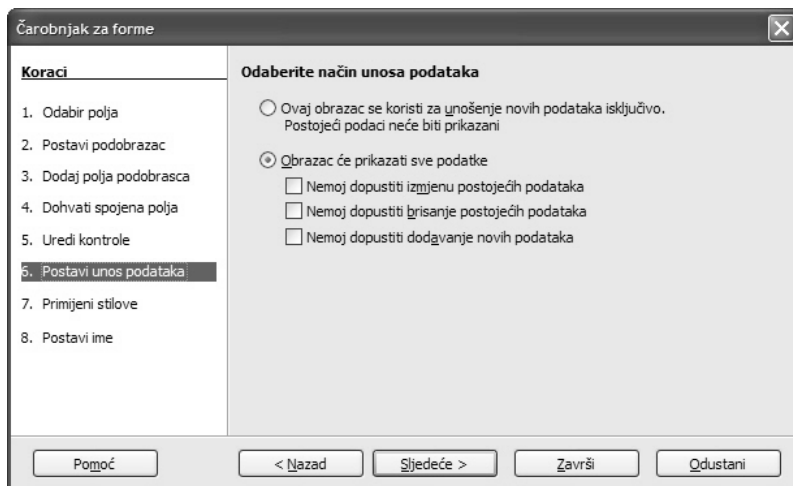 Čarobnjak za forme
Koraci
1. Odabir polja
2. Postavi podobrazac
3. Dodaj polja podobrasca
4. Dohvati spojena polja
5. Uredi kontrole
6. Postavi unos podataka
7. Primijeni stilove
8. Postavi ime
Odaberite način unosa podataka
Ovaj obrazac se koristi za unošenje novih podataka isključivo.
Postojeći podaci neće biti prikazani
Obrazac će prikazati sve podatke
Nemoj dopustiti izmjenu postojećih podataka
Nemoj dopustiti brisanje postojećih podataka
Nemoj dopustiti dodavanje novih podataka
Pomoć
< Nazad
Sljedeće >
Završi
Odustani